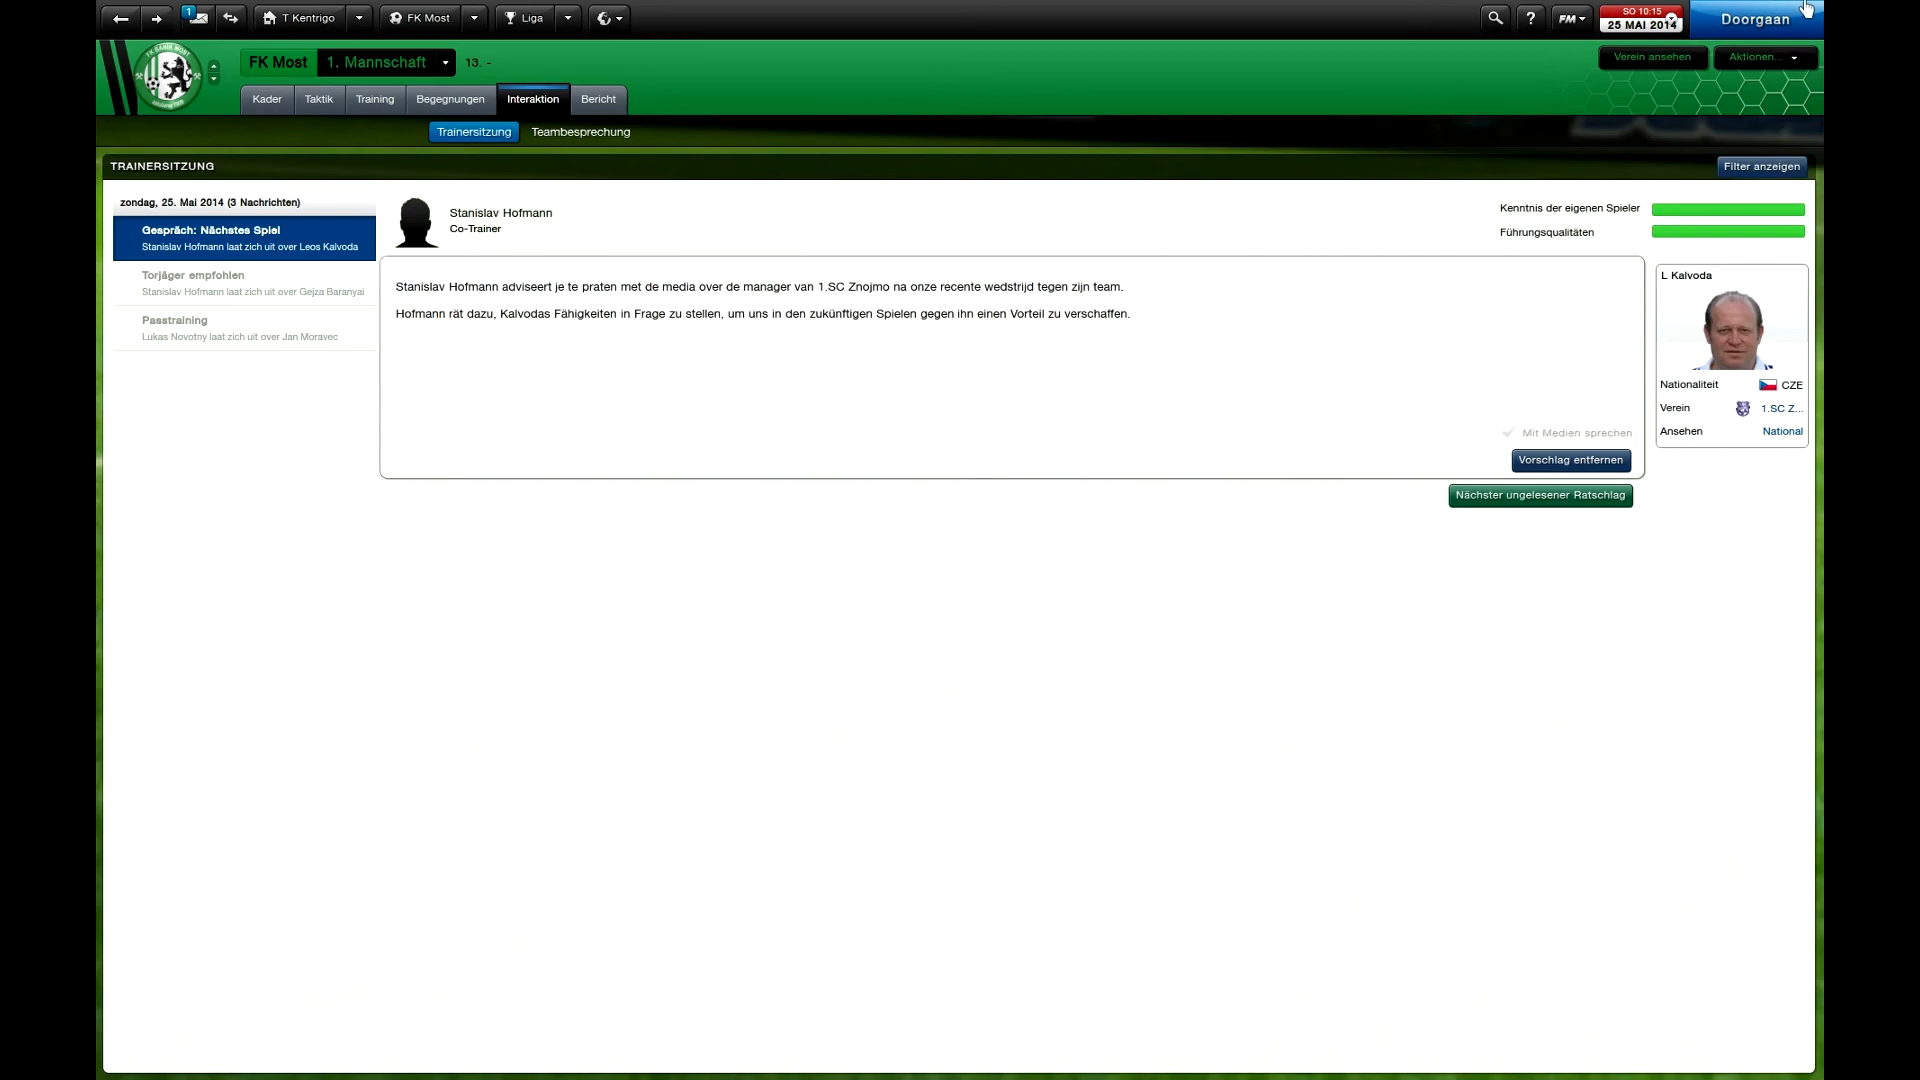 1
T Kentrigo
FK Most
Liga
?
FM
SO 10:15
25 MAI 2014
Doorgaan
FK Most
1. Mannschaft
13. -
Verein ansehen
Aktionen...
Kader
Taktik
Training
Begegnungen
Interaktion
Bericht
Trainersitzung
Teambesprechung
TRAINERSITZUNG
Filter anzeigen
zondag, 25. Mai 2014 (3 Nachrichten)
Gespräch: Nächstes Spiel
Stanislav Hofmann laat zich uit over Leos Kalvoda
Torjäger empfohlen
Stanislav Hofmann laat zich uit over Gejza Baranyai
Passtraining
Lukas Novotny laat zich uit over Jan Moravec
Stanislav Hofmann
Co-Trainer
Kenntnis der eigenen Spieler
Führungsqualitäten
Stanislav Hofmann adviseert je te praten met de media over de manager van 1.SC Znojmo na onze recente wedstrijd tegen zijn team.
Hofmann rät dazu, Kalvodas Fähigkeiten in Frage zu stellen, um uns in den zukünftigen Spielen gegen ihn einen Vorteil zu verschaffen.
Mit Medien sprechen
Vorschlag entfernen
Nächster ungelesener Ratschlag
L Kalvoda
Nationaliteit CZE
Verein 1.SC Z...
Ansehen National